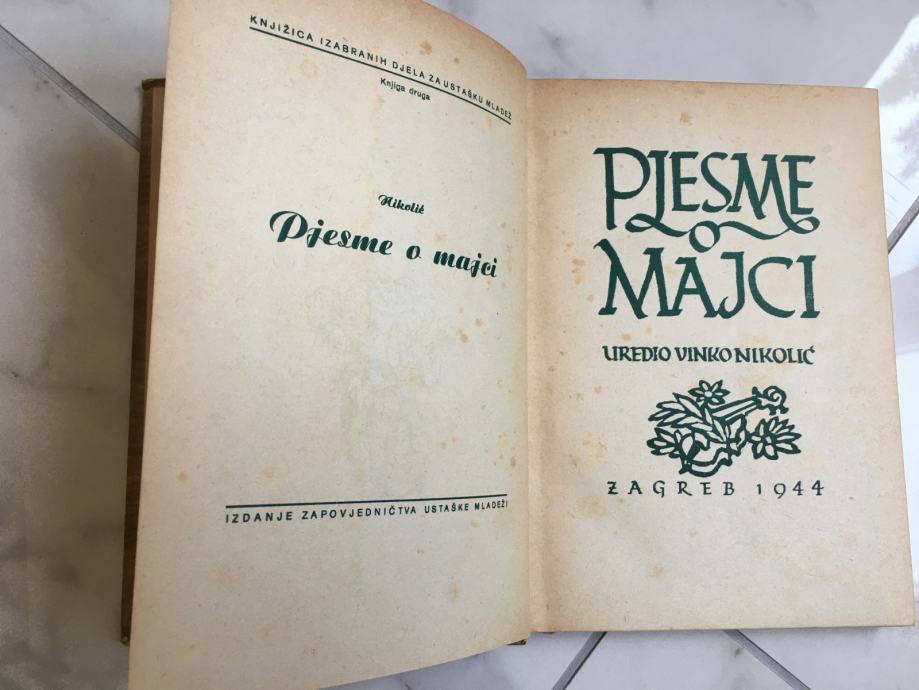 KNJIŽICA IZABRANIH DJELA ZA USTAŠKU MLADEŽ
Knjiga druga
Nikolić
Pjesme o majci
IZDANJE ZAPOVJEDNIČTVA USTAŠKE MLADEŽI
PJESME
O
MAJCI
UREDIO VINKO NIKOLIĆ
ZAGREB 1944